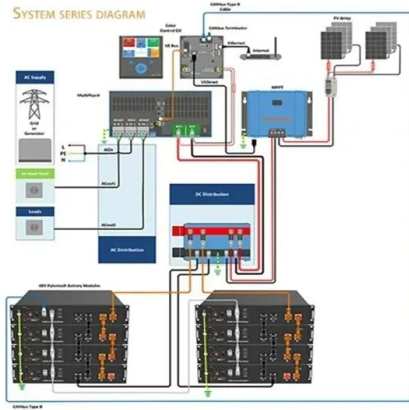 SYSTEM SERIES DIAGRAM
CANbus Type B
Cable
Color
Control GX
CANbus Terminator
VE Bus
Ethernet
Internet
PV Array
AC Supply
Grid
or
Generator
MultiPlus-II
VE.Direct
MPPT
L
PE
N
ACin
ACout1
Loads
ACout2
AC Distribution
DC Distribution
48V Pylontech Battery Modules
CANbus Type B